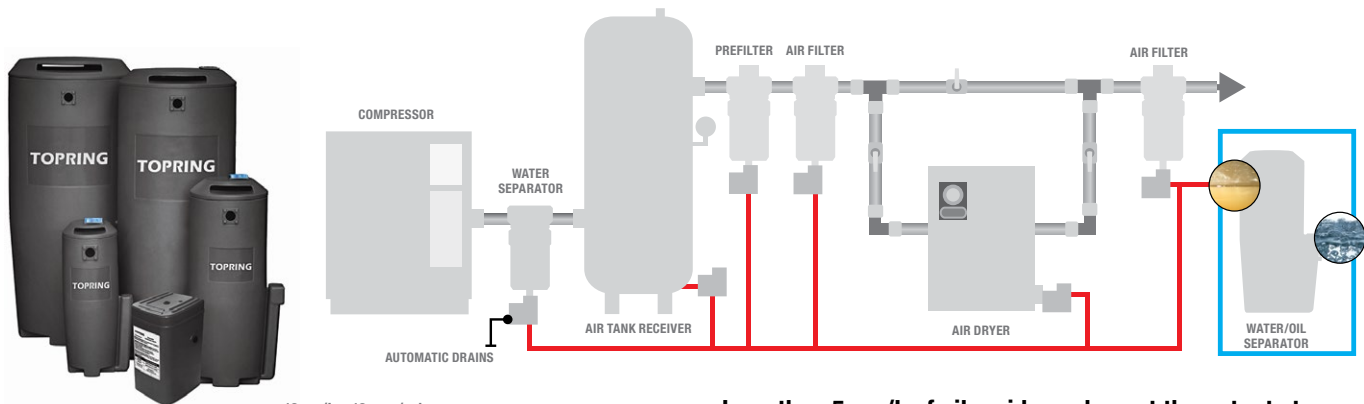 PREFILTER
AIR FILTER
AIR FILTER
COMPRESSOR
WATER
SEPARATOR
TOPRING
TOPRING
TOPRING
TOPRING
AIR TANK RECEIVER
AIR DRYER
WATER/OIL
SEPARATOR
AUTOMATIC DRAINS